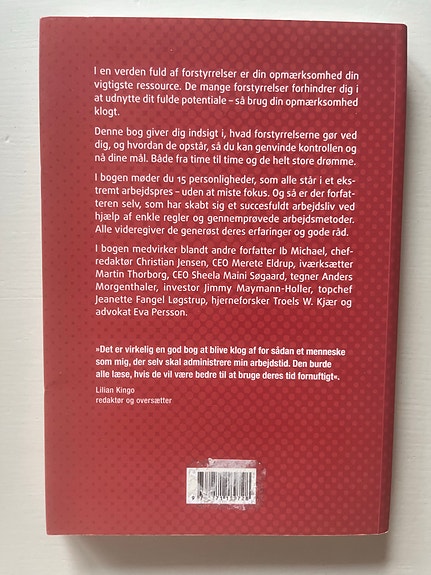 I en verden fuld af forstyrrelser er din opmærksomhed din
vigtigste ressource. De mange forstyrrelser forhindrer dig i
at udnytte dit fulde potentiale – så brug din opmærksomhed
klogt.
Denne bog giver dig indsigt i, hvad forstyrrelserne gør ved
dig, og hvordan de opstår, så du kan genvinde kontrollen og
nå dine mål. Både fra time til time og de helt store drømme.
I bogen møder du 15 personligheder, som alle står i et eks-
tremt arbejdspres – uden at miste fokus. Og så er der forfat-
teren selv, som har skabt sig et succesfuldt arbejdsliv ved
hjælp af enkle regler og gennemprøvede arbejdsmetoder.
Alle videregiver de generøst deres erfaringer og gode råd.
I bogen medvirker blandt andre forfatter Ib Michael, chef-
redaktør Christian Jensen, CEO Merete Eldrup, iværksætter
Martin Thorborg, CEO Sheela Maini Søgaard, tegner Anders
Morgenthaler, investor Jimmy Maymann-Holler, topchef
Jeanette Fangel Løgstrup, hjerneforsker Troels W. Kjær og
advokat Eva Persson.
»Det er virkelig en god bog at blive klog af for sådan et menneske
som mig, der selv skal administrere min arbejdstid. Den burde
alle læse, hvis de vil være bedre til at bruge deres tid fornuftigt«.
Lilian Kingo
redaktør og oversætter